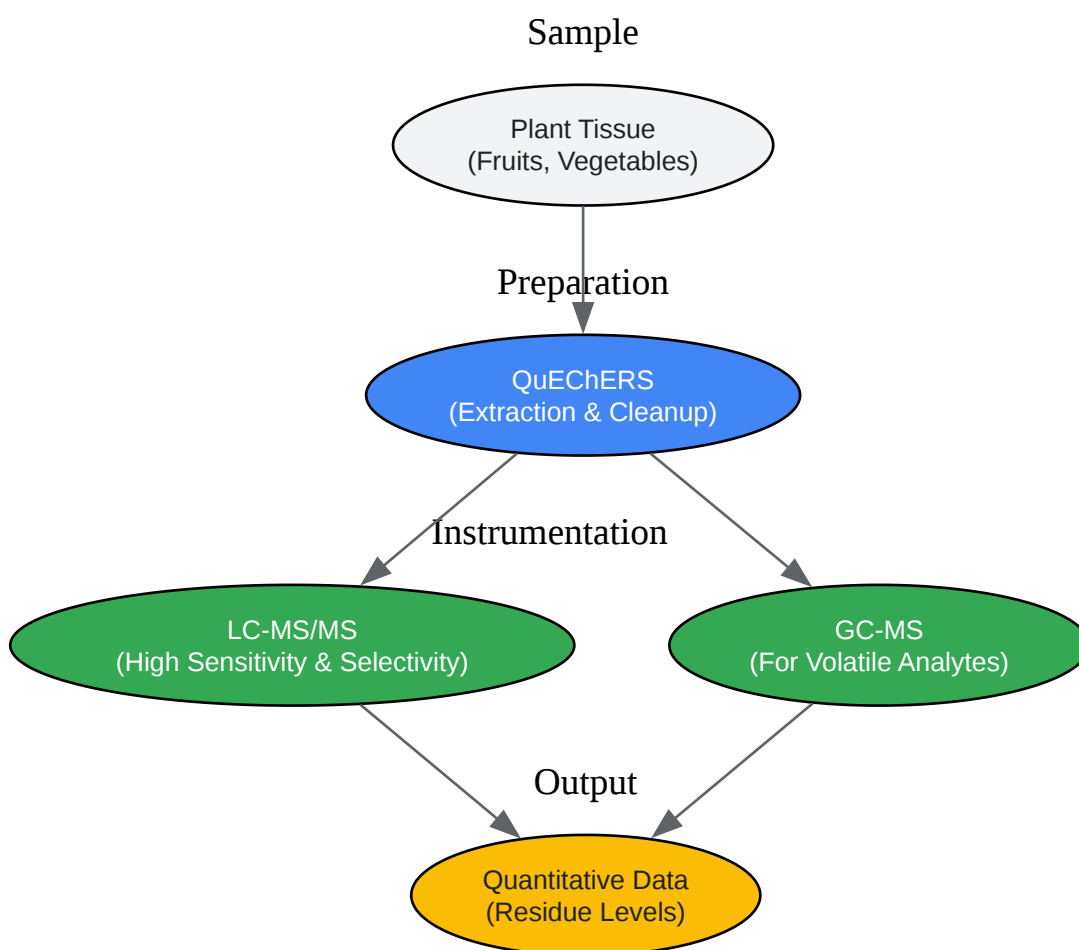 Sample
Plant Tissue
(Fruits, Vegetables)
Preparation
QuEChERS
(Extraction & Cleanup)
Instrumentation
LC-MS/MS
(High Sensitivity & Selectivity)
GC-MS
(For Volatile Analytes)
Output
Quantitative Data
(Residue Levels)